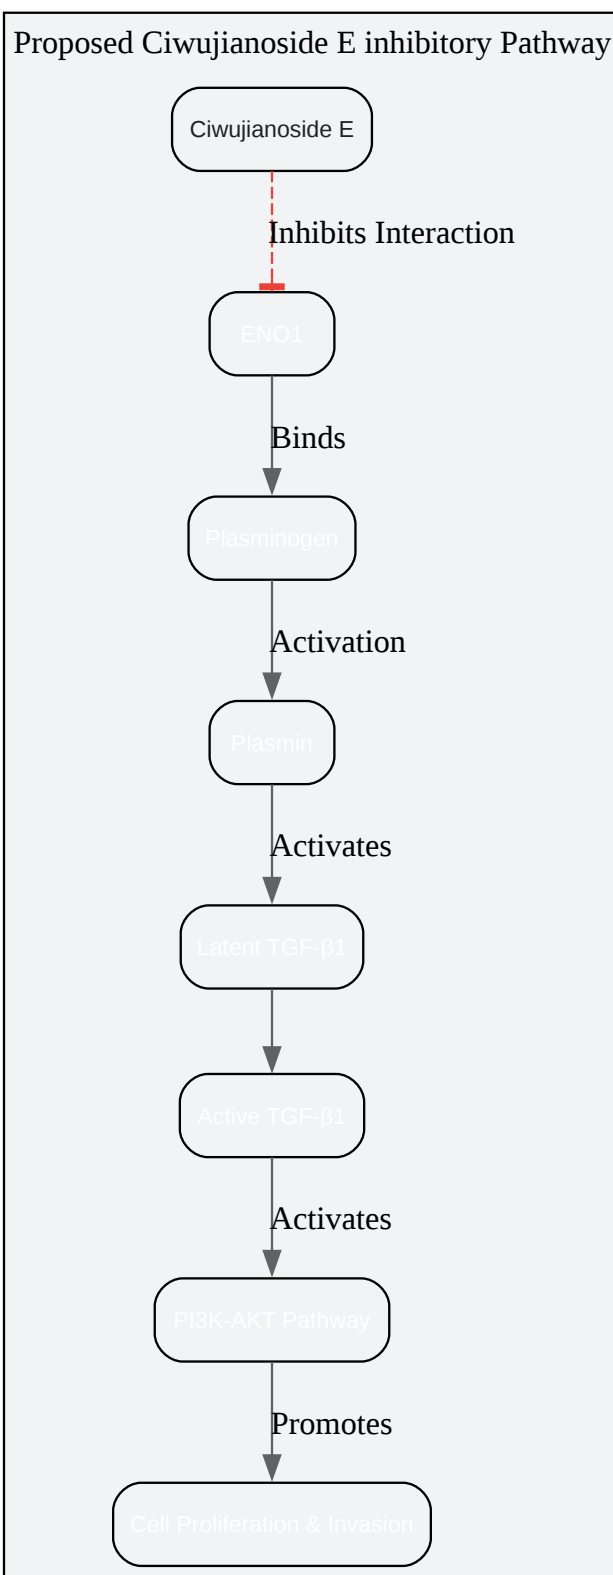 Proposed Ciwujianoside E inhibitory Pathway
Ciwujianoside E
Inhibits Interaction
ENO1
Binds
Plasminogen
Activation
Plasmin
Activates
Latent TGF-β1
Active TGF-β1
Activates
PI3K-AKT Pathway
Promotes
Cell Proliferation & Invasion